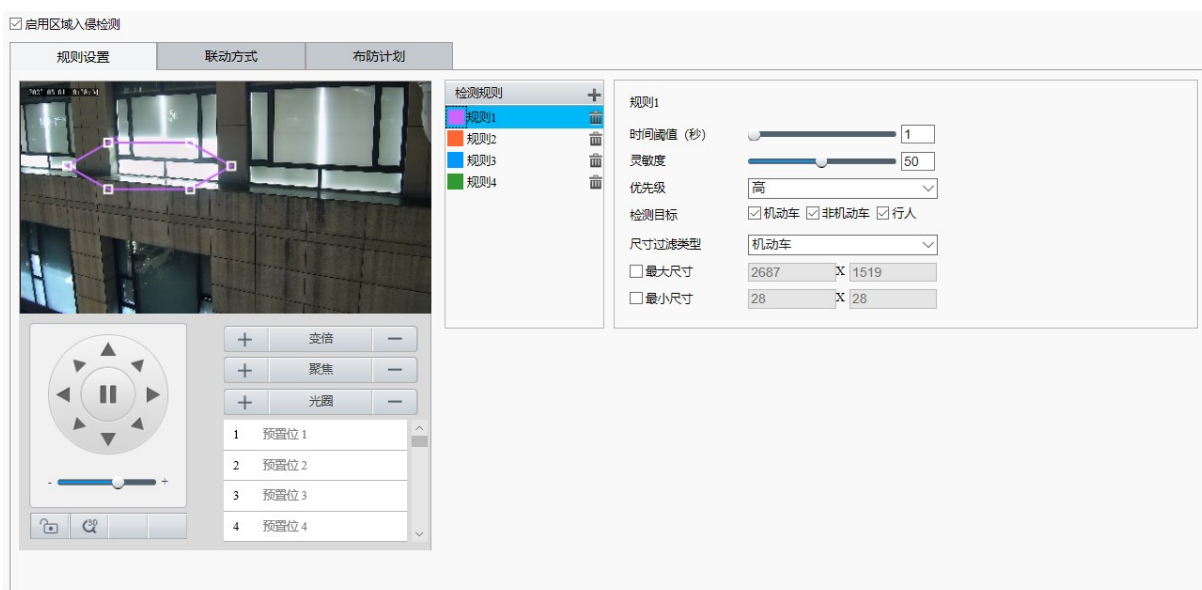 启用区域入侵检测
规则设置 联动方式 布防计划
检测规则
规则1
规则2
规则3
规则4
规则1
时间阈值（秒） 1
灵敏度 50
优先级 高
检测目标 机动车 非机动车 行人
尺寸过滤类型 机动车
最大尺寸 2687 X 1519
最小尺寸 28 X 28
+ 变倍 −
+ 聚焦 −
+ 光圈 −
1 预置位 1
2 预置位 2
3 预置位 3
4 预置位 4
- +
3D